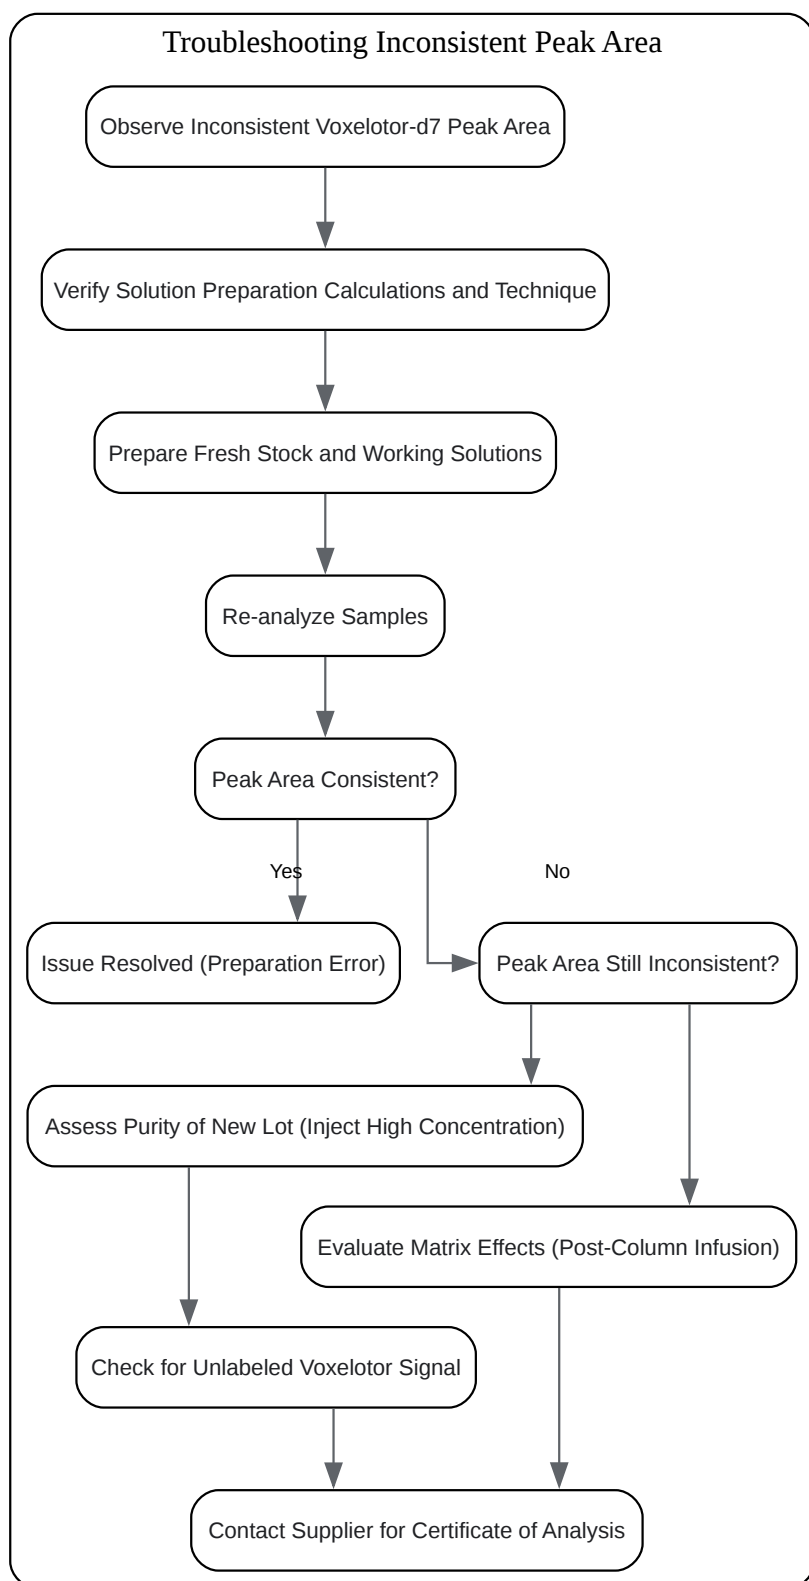 Troubleshooting Inconsistent Peak Area
Observe Inconsistent Voxelotor-d7 Peak Area
Verify Solution Preparation Calculations and Technique
Prepare Fresh Stock and Working Solutions
Re-analyze Samples
Peak Area Consistent?
Yes
No
Issue Resolved (Preparation Error)
Peak Area Still Inconsistent?
Assess Purity of New Lot (Inject High Concentration)
Evaluate Matrix Effects (Post-Column Infusion)
Check for Unlabeled Voxelotor Signal
Contact Supplier for Certificate of Analysis